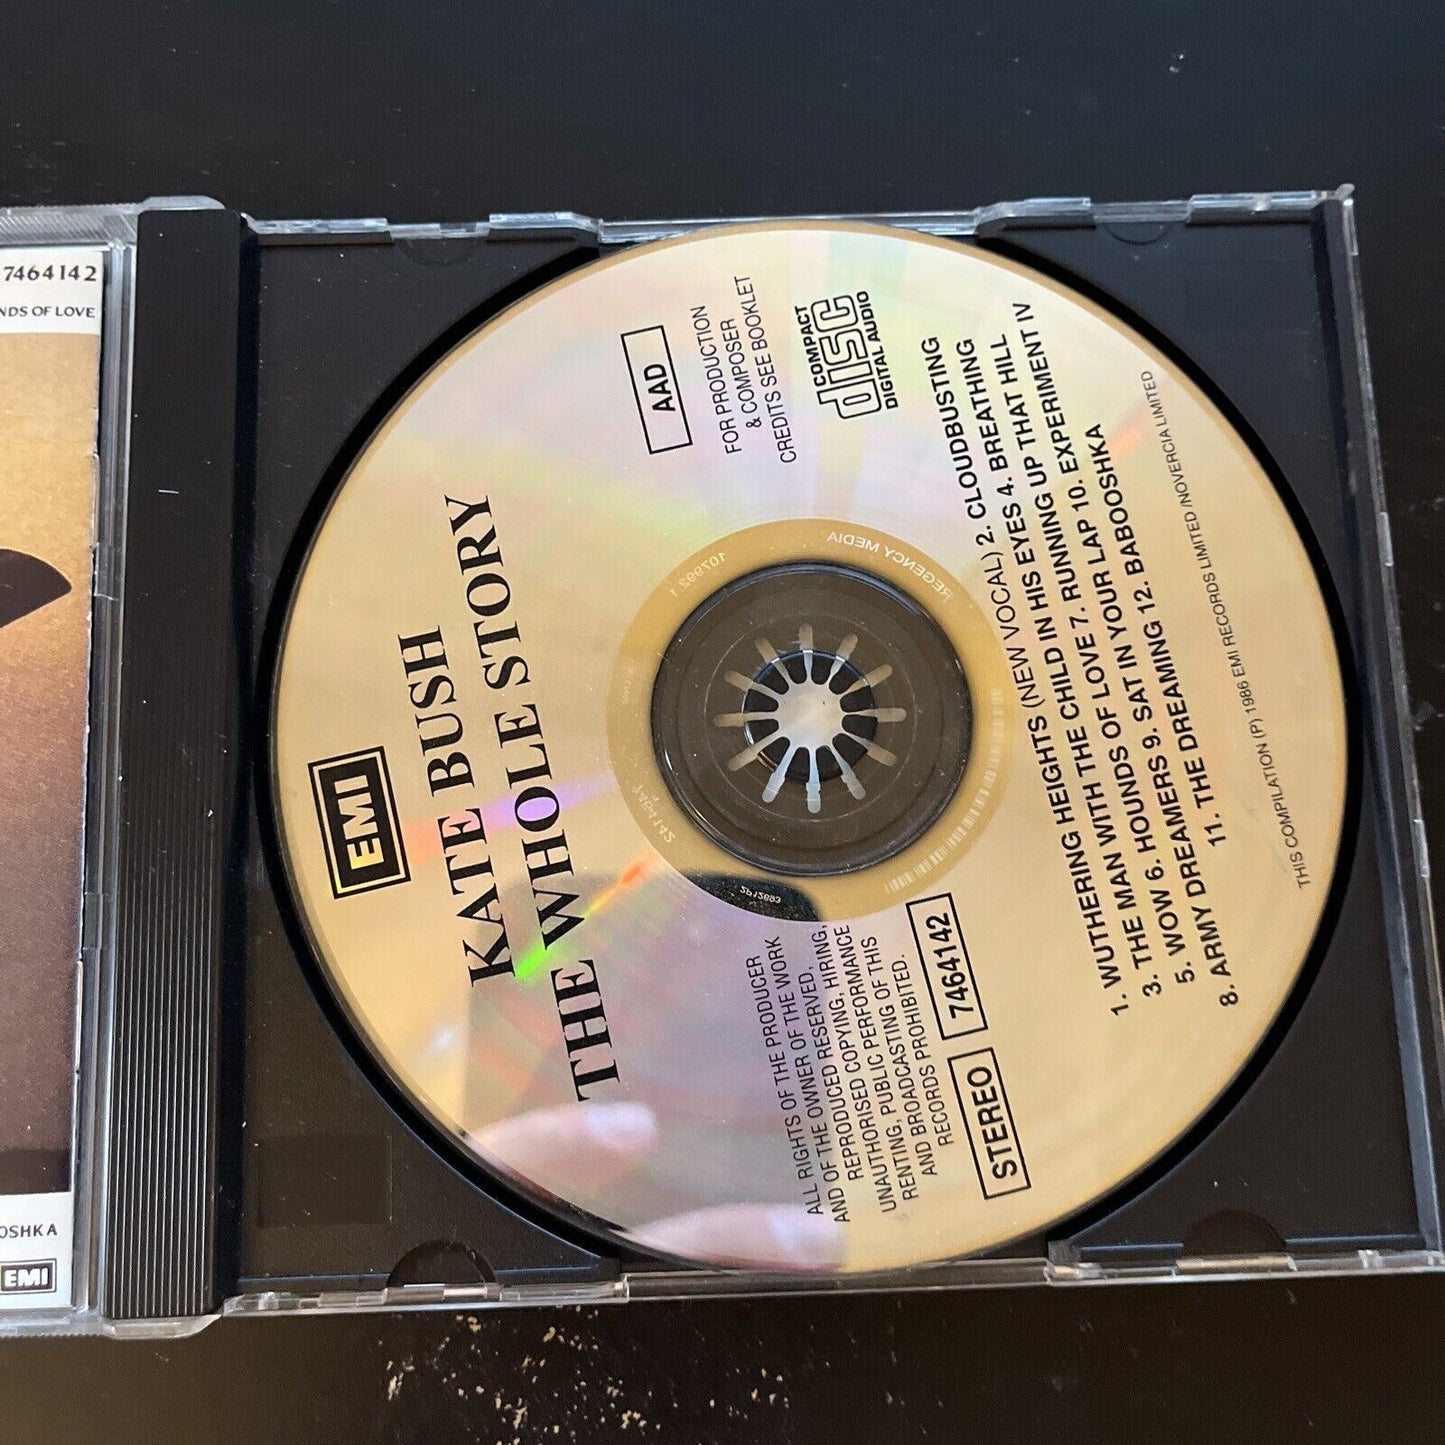 7464142
NDS OF LOVE
OSHKA
EMI
EMI
KATE BUSH
THE WHOLE STORY
AAD
FOR PRODUCTION
& COMPOSER
CREDITS SEE BOOKLET
COMPACT
disc
DIGITAL AUDIO
ALL RIGHTS OF THE PRODUCER
AND OF THE OWNER OF THE WORK
REPRODUCED RESERVED,
UNAUTHORISED COPYING, HIRING,
RENTING, PUBLIC PERFORMANCE
AND BROADCASTING OF THIS
RECORDS PROHIBITED.
STEREO
7464142
REGENCY MEDIA
107992 1
2P12693
1. WUTHERING HEIGHTS (NEW VOCAL) 2. CLOUDBUSTING
3. THE MAN WITH THE CHILD IN HIS EYES 4. BREATHING
5. WOW 6. HOUNDS OF LOVE 7. RUNNING UP THAT HILL
8. ARMY DREAMERS 9. SAT IN YOUR LAP 10. EXPERIMENT IV
11. THE DREAMING 12. BABOOSHKA
THIS COMPILATION (P) 1986 EMI RECORDS LIMITED /NOVERCIA LIMITED